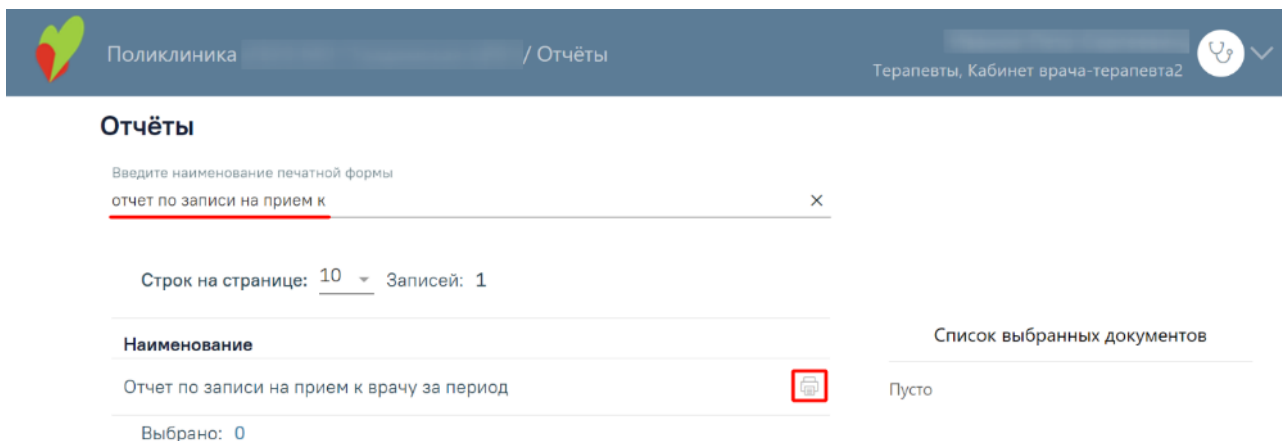 Поликлиника / Отчёты
Терапевты, Кабинет врача-терапевта2
Отчёты
Введите наименование печатной формы
отчет по записи на прием к
Строк на странице: 10 Записей: 1
Наименование
Список выбранных документов
Отчет по записи на прием к врачу за период
Пусто
Выбрано: 0